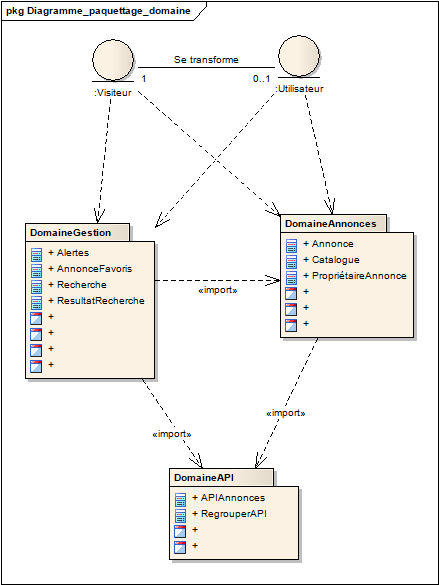 pkg Diagramme_paquettage_domaine
Se transforme
1
0..1
:Visiteur
:Utilisateur
DomaineGestion
+ Alertes
+ AnnonceFavoris
+ Recherche
+ ResultatRecherche
+
+
+
+
DomaineAnnonces
+ Annonce
+ Catalogue
+ PropriétaireAnnonce
+
+
+
«import»
«import»
«import»
DomaineAPI
+ APIAnnonces
+ RegrouperAPI
+
+